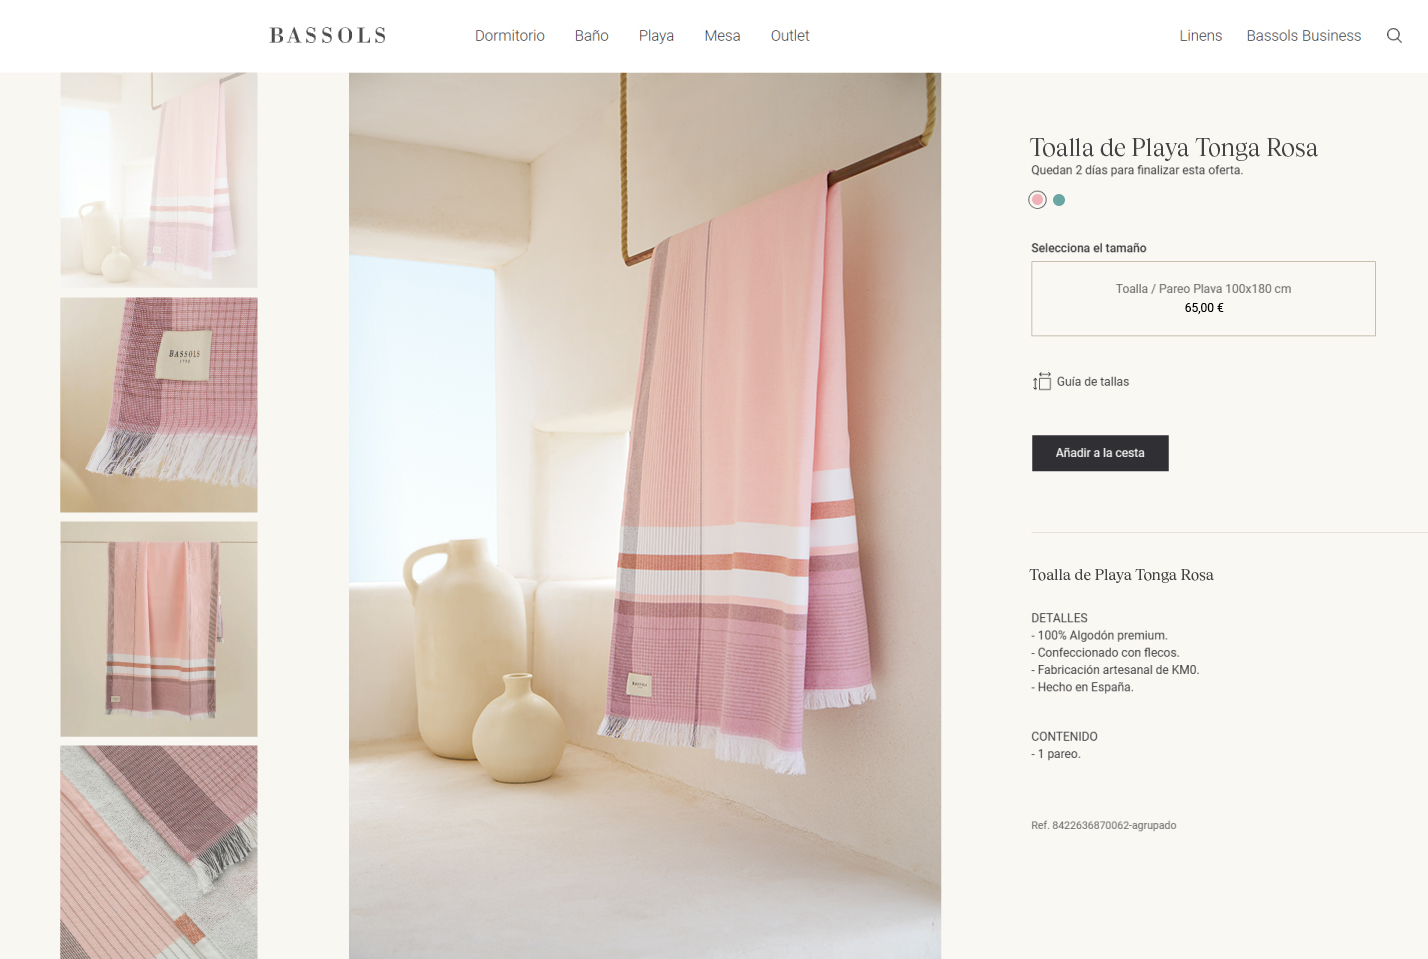 BASSOLS
Dormitorio
Baño
Playa
Mesa
Outlet
Linens
Bassols Business
Toalla de Playa Tonga Rosa
Quedan 2 días para finalizar esta oferta.
Selecciona el tamaño
Toalla / Pareo Plava 100x180 cm
65,00 €
Guía de tallas
Añadir a la cesta
Toalla de Playa Tonga Rosa
DETALLES
- 100% Algodón premium.
- Confeccionado con flecos.
- Fabricación artesanal de KM0.
- Hecho en España.
CONTENIDO
- 1 pareo.
Ref. 8422636870062-agrupado
BASSOLS
BASSOLS